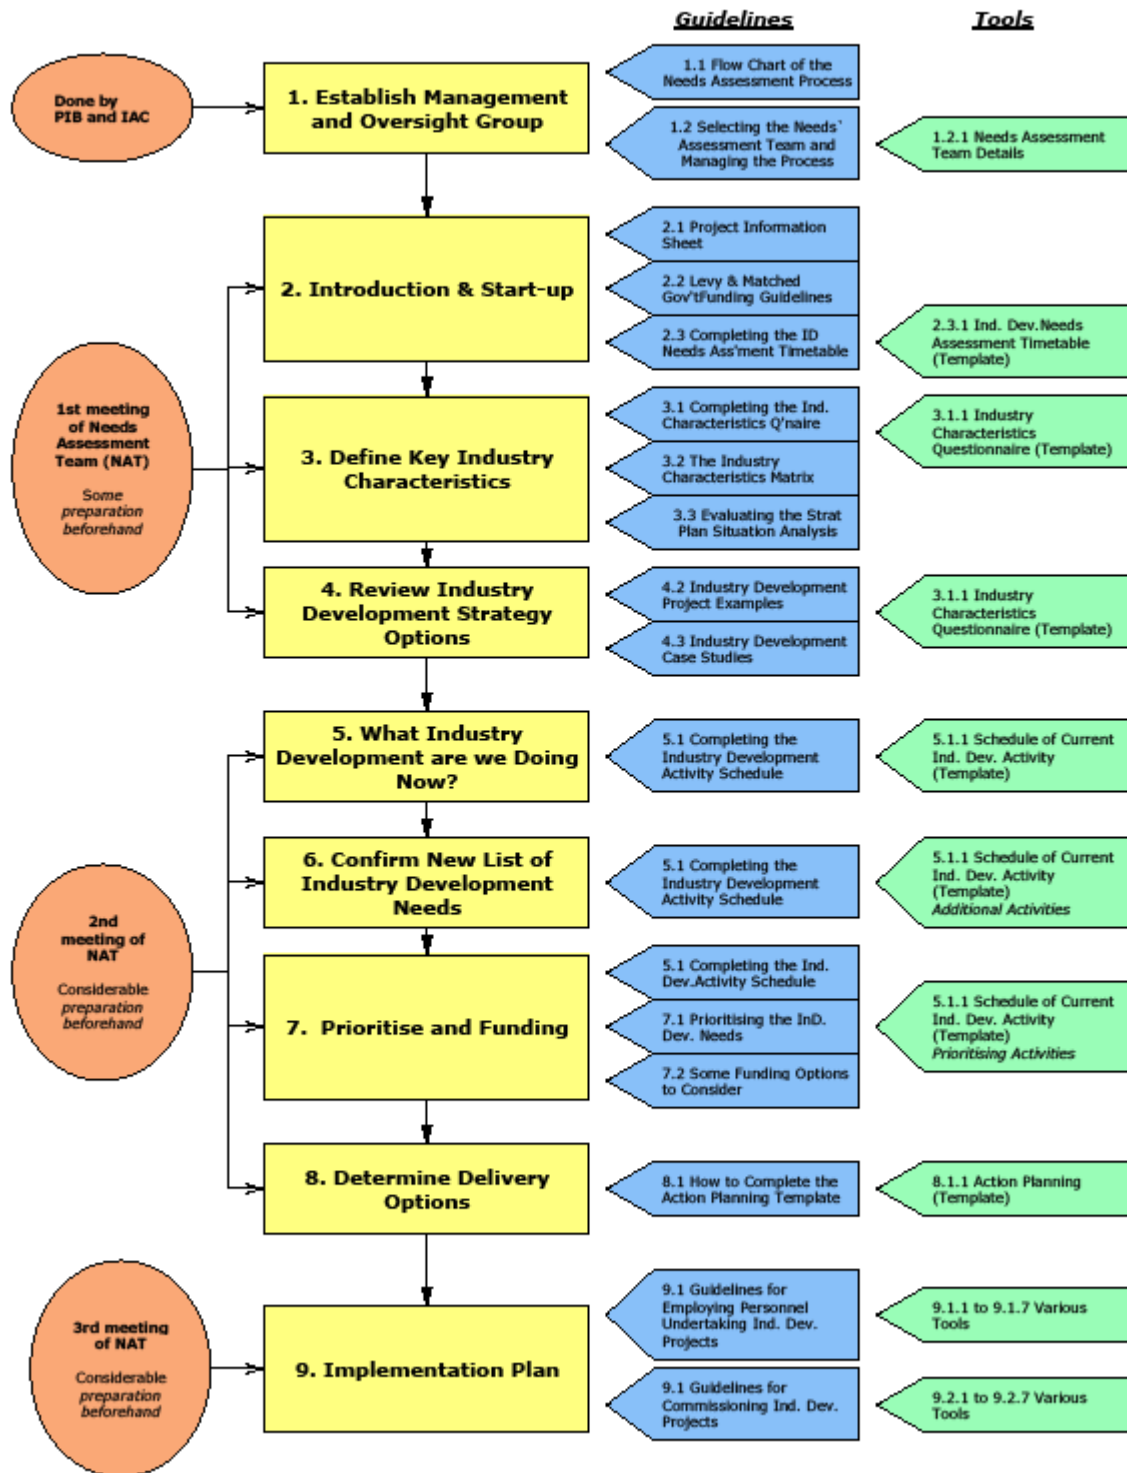 Guidelines
Tools
Done by
PIB and IAC
1. Establish Management
and Oversight Group
1.1 Flow Chart of the
Needs Assessment Process
1.2 Selecting the Needs`
Assessment Team and
Managing the Process
1.2.1 Needs Assessment
Team Details
1st meeting
of Needs
Assessment
Team (NAT)
Some
preparation
beforehand
2. Introduction & Start-up
2.1 Project Information
Sheet
2.2 Levy & Matched
Gov'tFunding Guidelines
2.3 Completing the ID
Needs Ass'ment Timetable
2.3.1 Ind. Dev.Needs
Assessment Timetable
(Template)
3. Define Key Industry
Characteristics
3.1 Completing the Ind.
Characteristics Q'naire
3.2 The Industry
Characteristics Matrix
3.3 Evaluating the Strat
Plan Situation Analysis
3.1.1 Industry
Characteristics
Questionnaire (Template)
4. Review Industry
Development Strategy
Options
4.2 Industry Development
Project Examples
4.3 Industry Development
Case Studies
3.1.1 Industry
Characteristics
Questionnaire (Template)
2nd
meeting of
NAT
Considerable
preparation
beforehand
5. What Industry
Development are we Doing
Now?
5.1 Completing the
Industry Development
Activity Schedule
5.1.1 Schedule of Current
Ind. Dev. Activity
(Template)
6. Confirm New List of
Industry Development
Needs
5.1 Completing the
Industry Development
Activity Schedule
5.1.1 Schedule of Current
Ind. Dev. Activity
(Template)
Additional Activities
7. Prioritise and Funding
5.1 Completing the Ind.
Dev.Activity Schedule
7.1 Prioritising the InD.
Dev. Needs
7.2 Some Funding Options
to Consider
5.1.1 Schedule of Current
Ind. Dev. Activity
(Template)
Prioritising Activities
8. Determine Delivery
Options
8.1 How to Complete the
Action Planning Template
8.1.1 Action Planning
(Template)
3rd meeting
of NAT
Considerable
preparation
beforehand
9. Implementation Plan
9.1 Guidelines for
Employing Personnel
Undertaking Ind. Dev.
Projects
9.1.1 to 9.1.7 Various
Tools
9.1 Guidelines for
Commissioning Ind. Dev.
Projects
9.2.1 to 9.2.7 Various
Tools